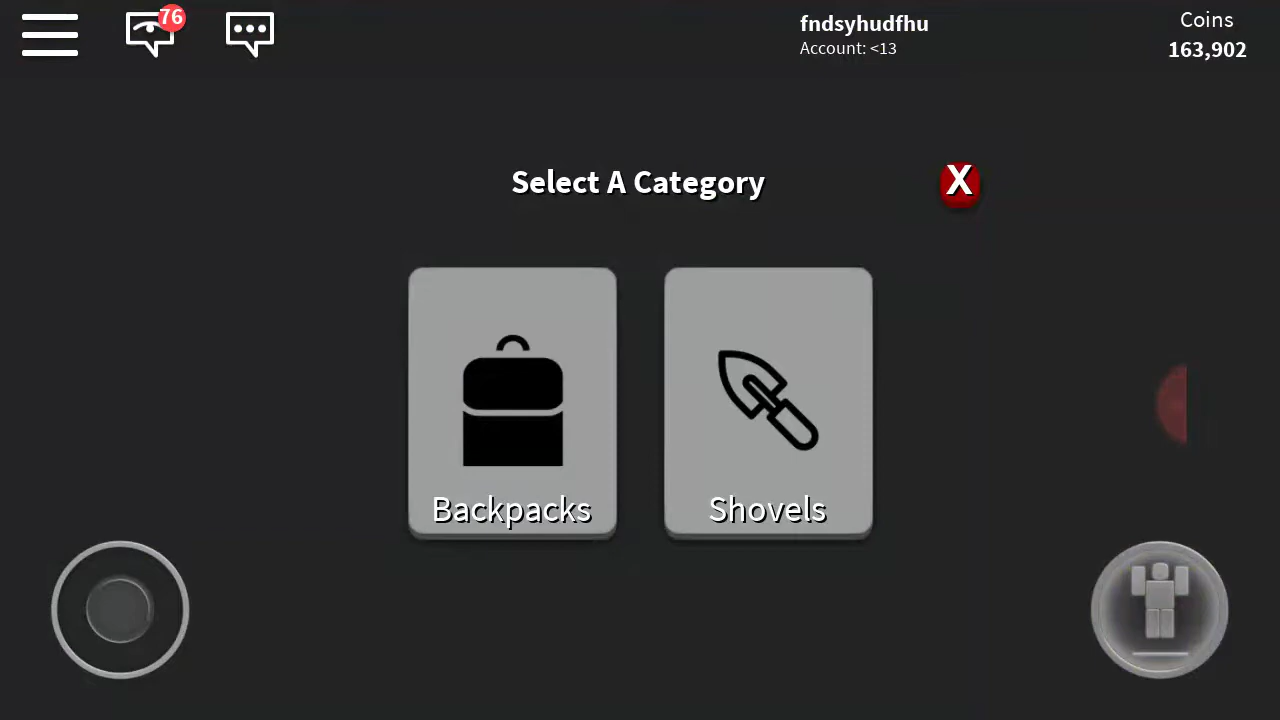 76
fndsyhudfhu
Account: <13
Coins
163,902
Select A Category
X
Backpacks
Shovels